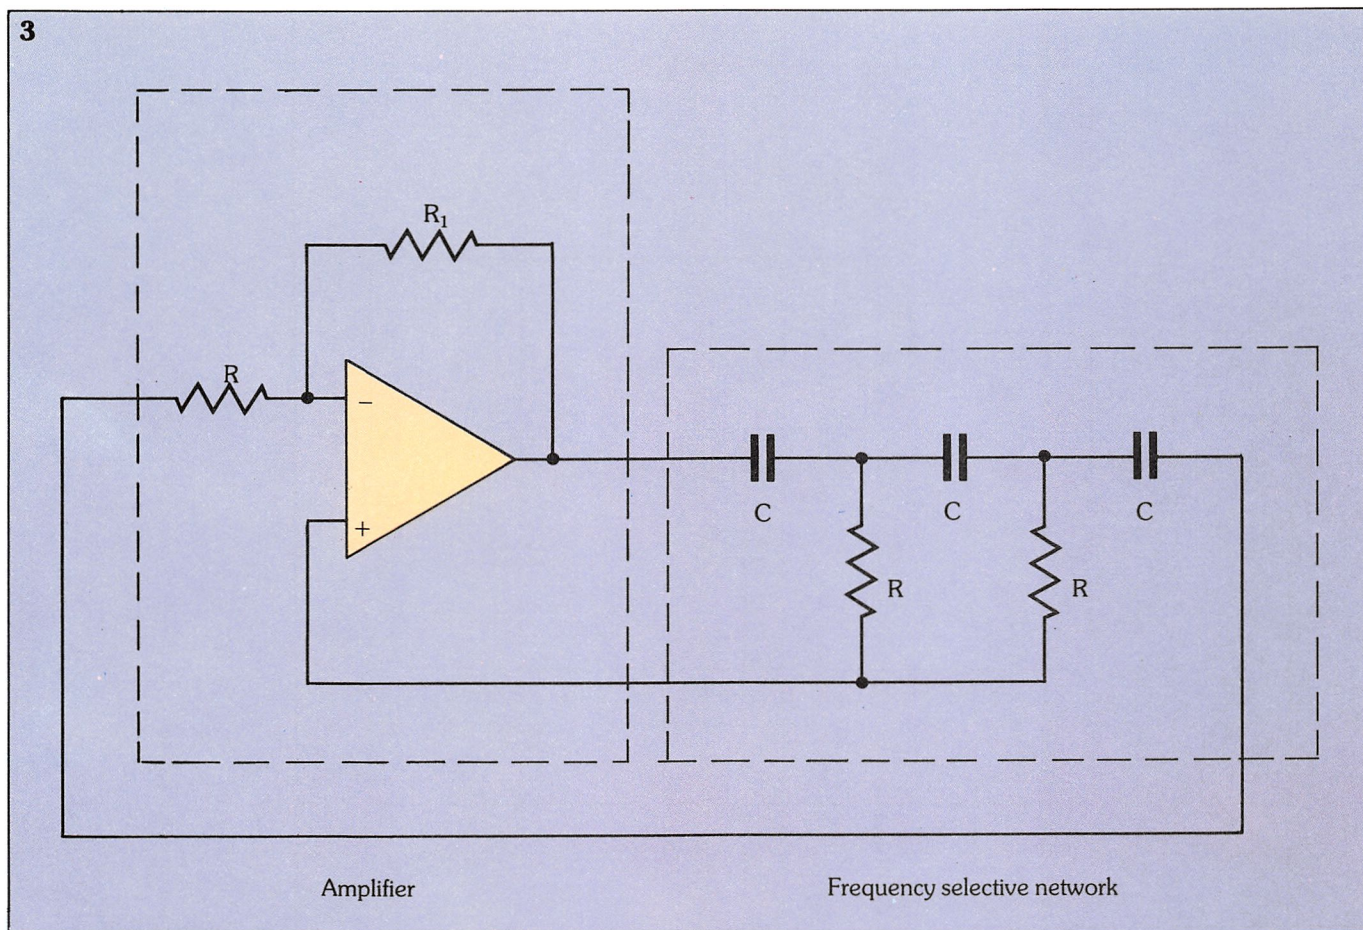 3
R₁
R
−
+
C C C
R R
Amplifier Frequency selective network